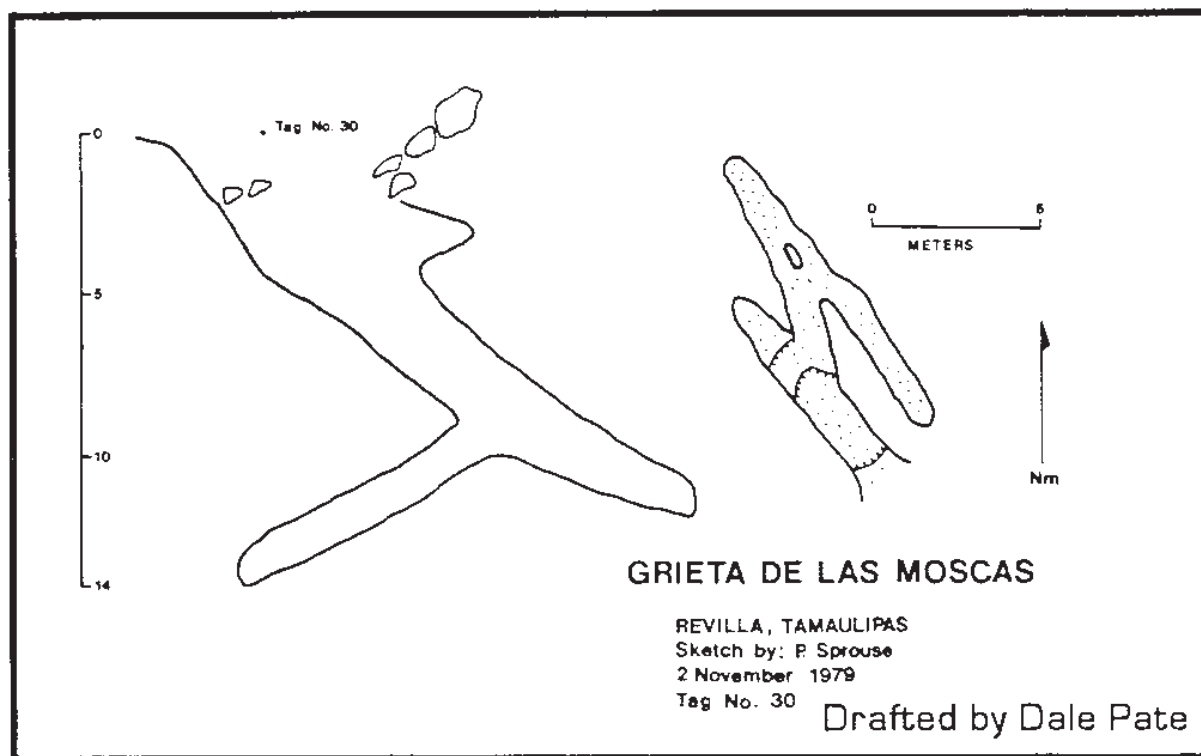 0
Tag No. 30
5
10
14
0 5
METERS
Nm
GRIETA DE LAS MOSCAS
REVILLA, TAMAULIPAS
Sketch by: P. Sprouse
2 November 1979
Tag No. 30
Drafted by Dale Pate